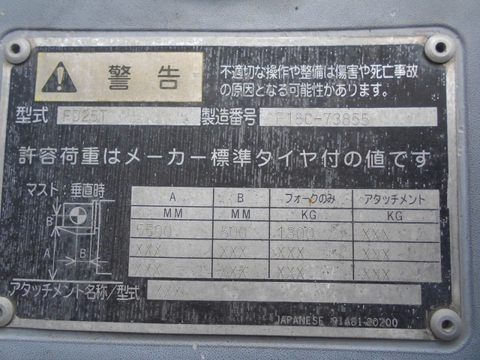 警告
不適切な操作や整備は傷害や死亡事故
の原因となる可能性があります。
型式 FD25T 製造番号 F18C-73855
許容荷重はメーカー標準タイヤ付の値です
マスト:垂直時 A B フォークのみ アタッチメント
MM MM KG KG
B 5500 XXX
A B XXX XXX XXX XXX
XXX XXX XXX XXX
アタッチメント名称/型式
JAPANESE 91A81-20200